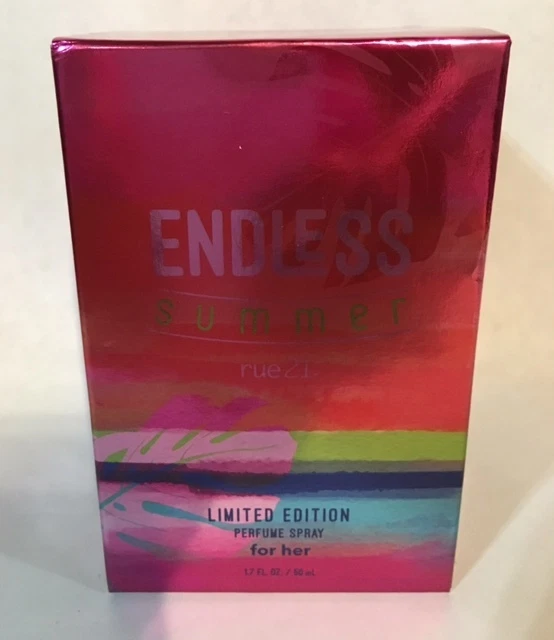 ENDLESS
summer
rue21
LIMITED EDITION
PERFUME SPRAY
for her
1.7 FL. OZ. / 50 mL